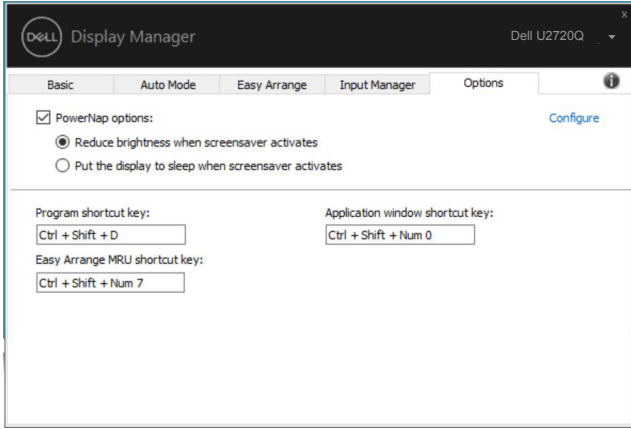 x
DELL Display Manager
Dell U2720Q
Basic Auto Mode Easy Arrange Input Manager Options i
PowerNap options: Configure
Reduce brightness when screensaver activates
Put the display to sleep when screensaver activates
Program shortcut key: Application window shortcut key:
Ctrl + Shift + D Ctrl + Shift + Num 0
Easy Arrange MRU shortcut key:
Ctrl + Shift + Num 7